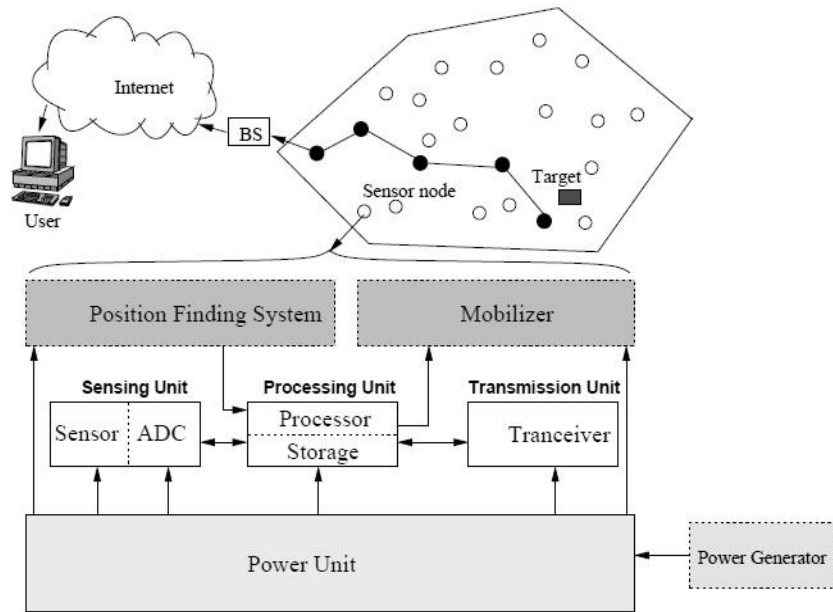 Internet
BS
Sensor node
Target
User
Position Finding System
Mobilizer
Sensing Unit
Processing Unit
Transmission Unit
Sensor
ADC
Processor
Storage
Tranceiver
Power Unit
Power Generator